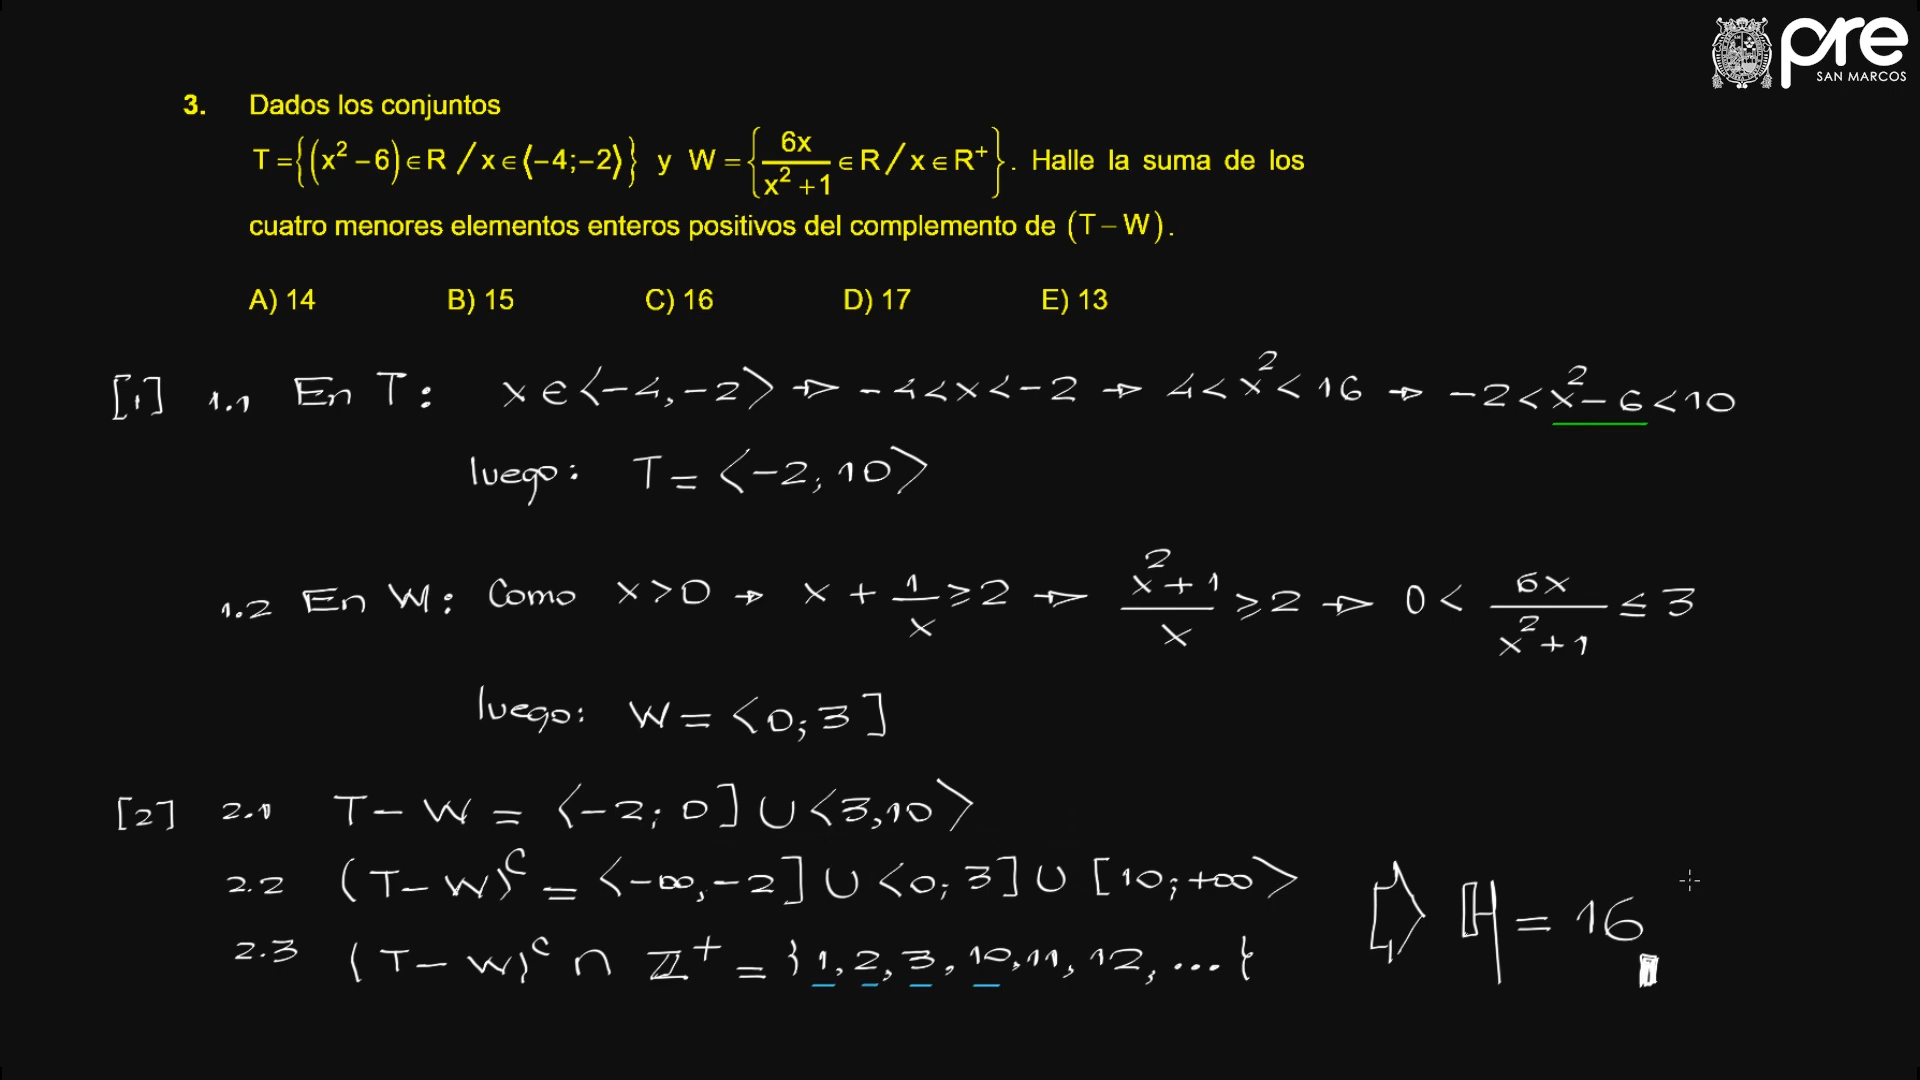 pre
SAN MARCOS
3. Dados los conjuntos
T = {(x² − 6) ∈ R / x ∈ ⟨−4;−2⟩} y W = {6x/(x² + 1) ∈ R / x ∈ R⁺}. Halle la suma de los
cuatro menores elementos enteros positivos del complemento de (T − W).
A) 14 B) 15 C) 16 D) 17 E) 13
[1] 1.1 En T: x ∈ ⟨−4, −2⟩ → −4 < x < −2 → 4 < x² < 16 → −2 < x² − 6 < 10
luego: T = ⟨−2, 10⟩
1.2 En W: Como x > 0 → x + 1/x ≥ 2 → (x² + 1)/x ≥ 2 → 0 < 6x/(x² + 1) ≤ 3
luego: W = ⟨0; 3]
[2] 2.1 T − W = ⟨−2; 0] ∪ ⟨3, 10⟩
2.2 (T − W)ᶜ = ⟨−∞, −2] ∪ ⟨0; 3] ∪ [10; +∞⟩
2.3 (T − W)ᶜ ∩ ℤ⁺ = {1, 2, 3, 10, 11, 12, ...}
⇒ = 16